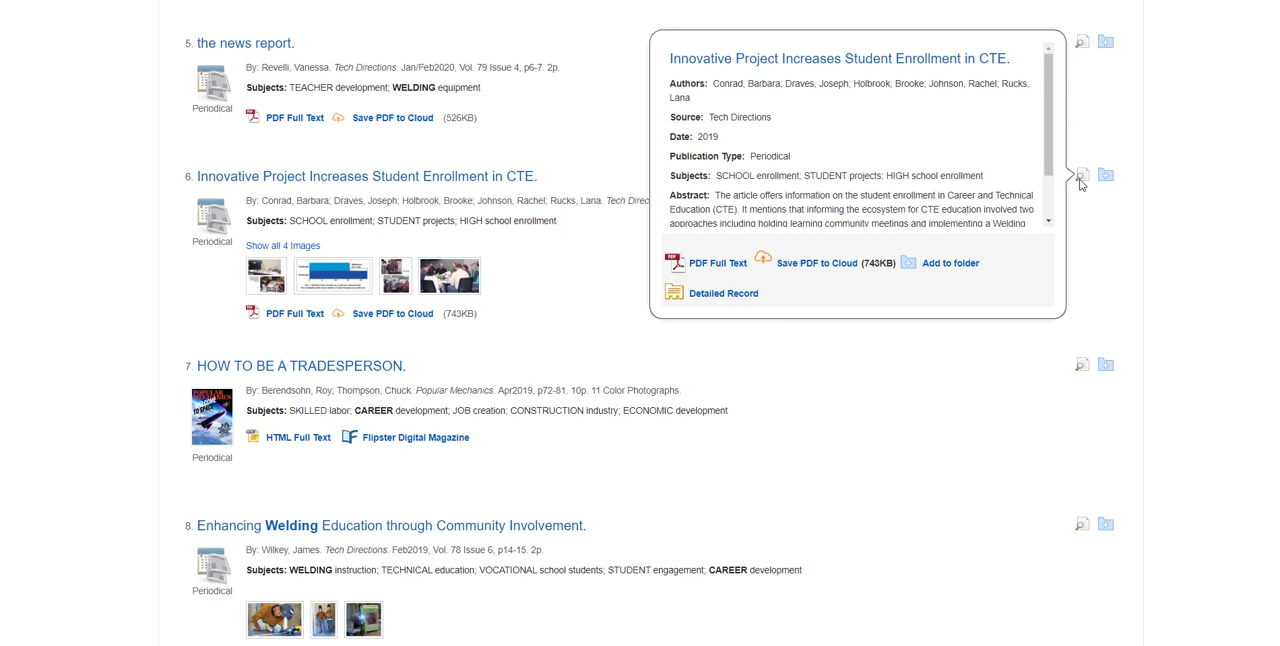 5. the news report.
By: Revelli, Vanessa. Tech Directions. Jan/Feb2020, Vol. 79 Issue 4, p6-7. 2p.
Periodical
Subjects: TEACHER development; WELDING equipment
PDF Full Text Save PDF to Cloud (526KB)
6. Innovative Project Increases Student Enrollment in CTE.
By: Conrad, Barbara; Draves, Joseph; Holbrook, Brooke; Johnson, Rachel; Rucks, Lana. Tech Direc
Periodical
Subjects: SCHOOL enrollment; STUDENT projects; HIGH school enrollment
Show all 4 Images
PDF Full Text Save PDF to Cloud (743KB)
Innovative Project Increases Student Enrollment in CTE.
Authors: Conrad, Barbara; Draves, Joseph; Holbrook, Brooke; Johnson, Rachel; Rucks,
Lana
Source: Tech Directions
Date: 2019
Publication Type: Periodical
Subjects: SCHOOL enrollment; STUDENT projects; HIGH school enrollment
Abstract: The article offers information on the student enrollment in Career and Technical
Education (CTE). It mentions that informing the ecosystem for CTE education involved two
approaches including holding learning community meetings and implementing a Welding
PDF Full Text Save PDF to Cloud (743KB) Add to folder
Detailed Record
7. HOW TO BE A TRADESPERSON.
By: Berendsohn, Roy; Thompson, Chuck. Popular Mechanics. Apr2019, p72-81. 10p. 11 Color Photographs.
POPULAR MECHANICS
Periodical
Subjects: SKILLED labor; CAREER development; JOB creation; CONSTRUCTION industry; ECONOMIC development
HTML Full Text Flipster Digital Magazine
8. Enhancing Welding Education through Community Involvement.
By: Wilkey, James. Tech Directions. Feb2019, Vol. 78 Issue 6, p14-15. 2p.
Periodical
Subjects: WELDING instruction; TECHNICAL education; VOCATIONAL school students; STUDENT engagement; CAREER development